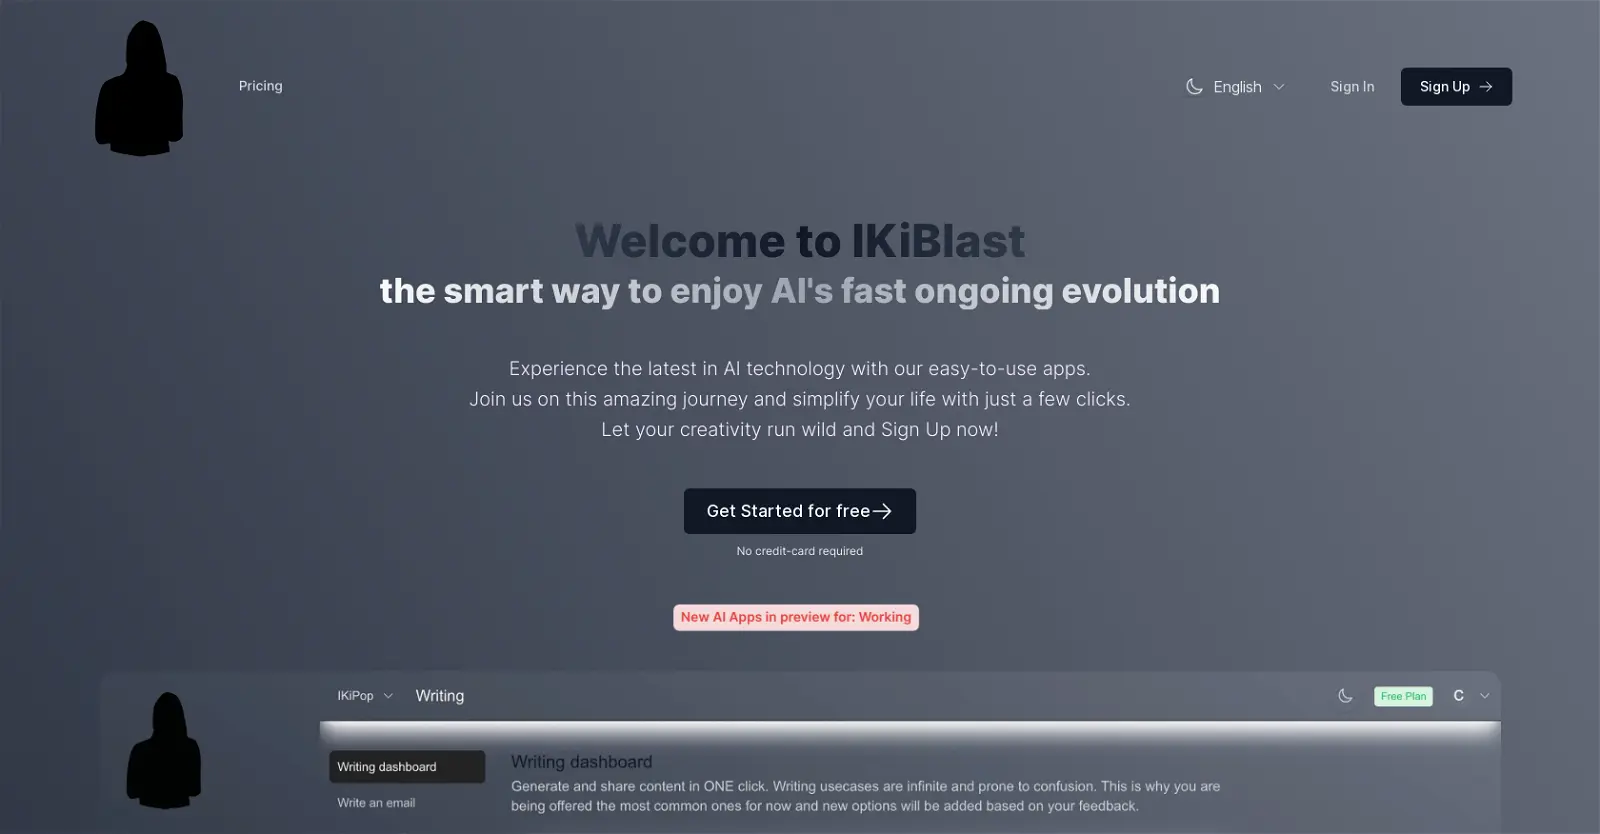 Pricing
English
Sign In
Sign Up
Welcome to IKiBlast
the smart way to enjoy AI's fast ongoing evolution
Experience the latest in AI technology with our easy-to-use apps.
Join us on this amazing journey and simplify your life with just a few clicks.
Let your creativity run wild and Sign Up now!
Get Started for free
No credit-card required
New AI Apps in preview for: Working
IKiPop
Writing
Free Plan
C
Writing dashboard
Write an email
Writing dashboard
Generate and share content in ONE click. Writing usecases are infinite and prone to confusion. This is why you are
being offered the most common ones for now and new options will be added based on your feedback.